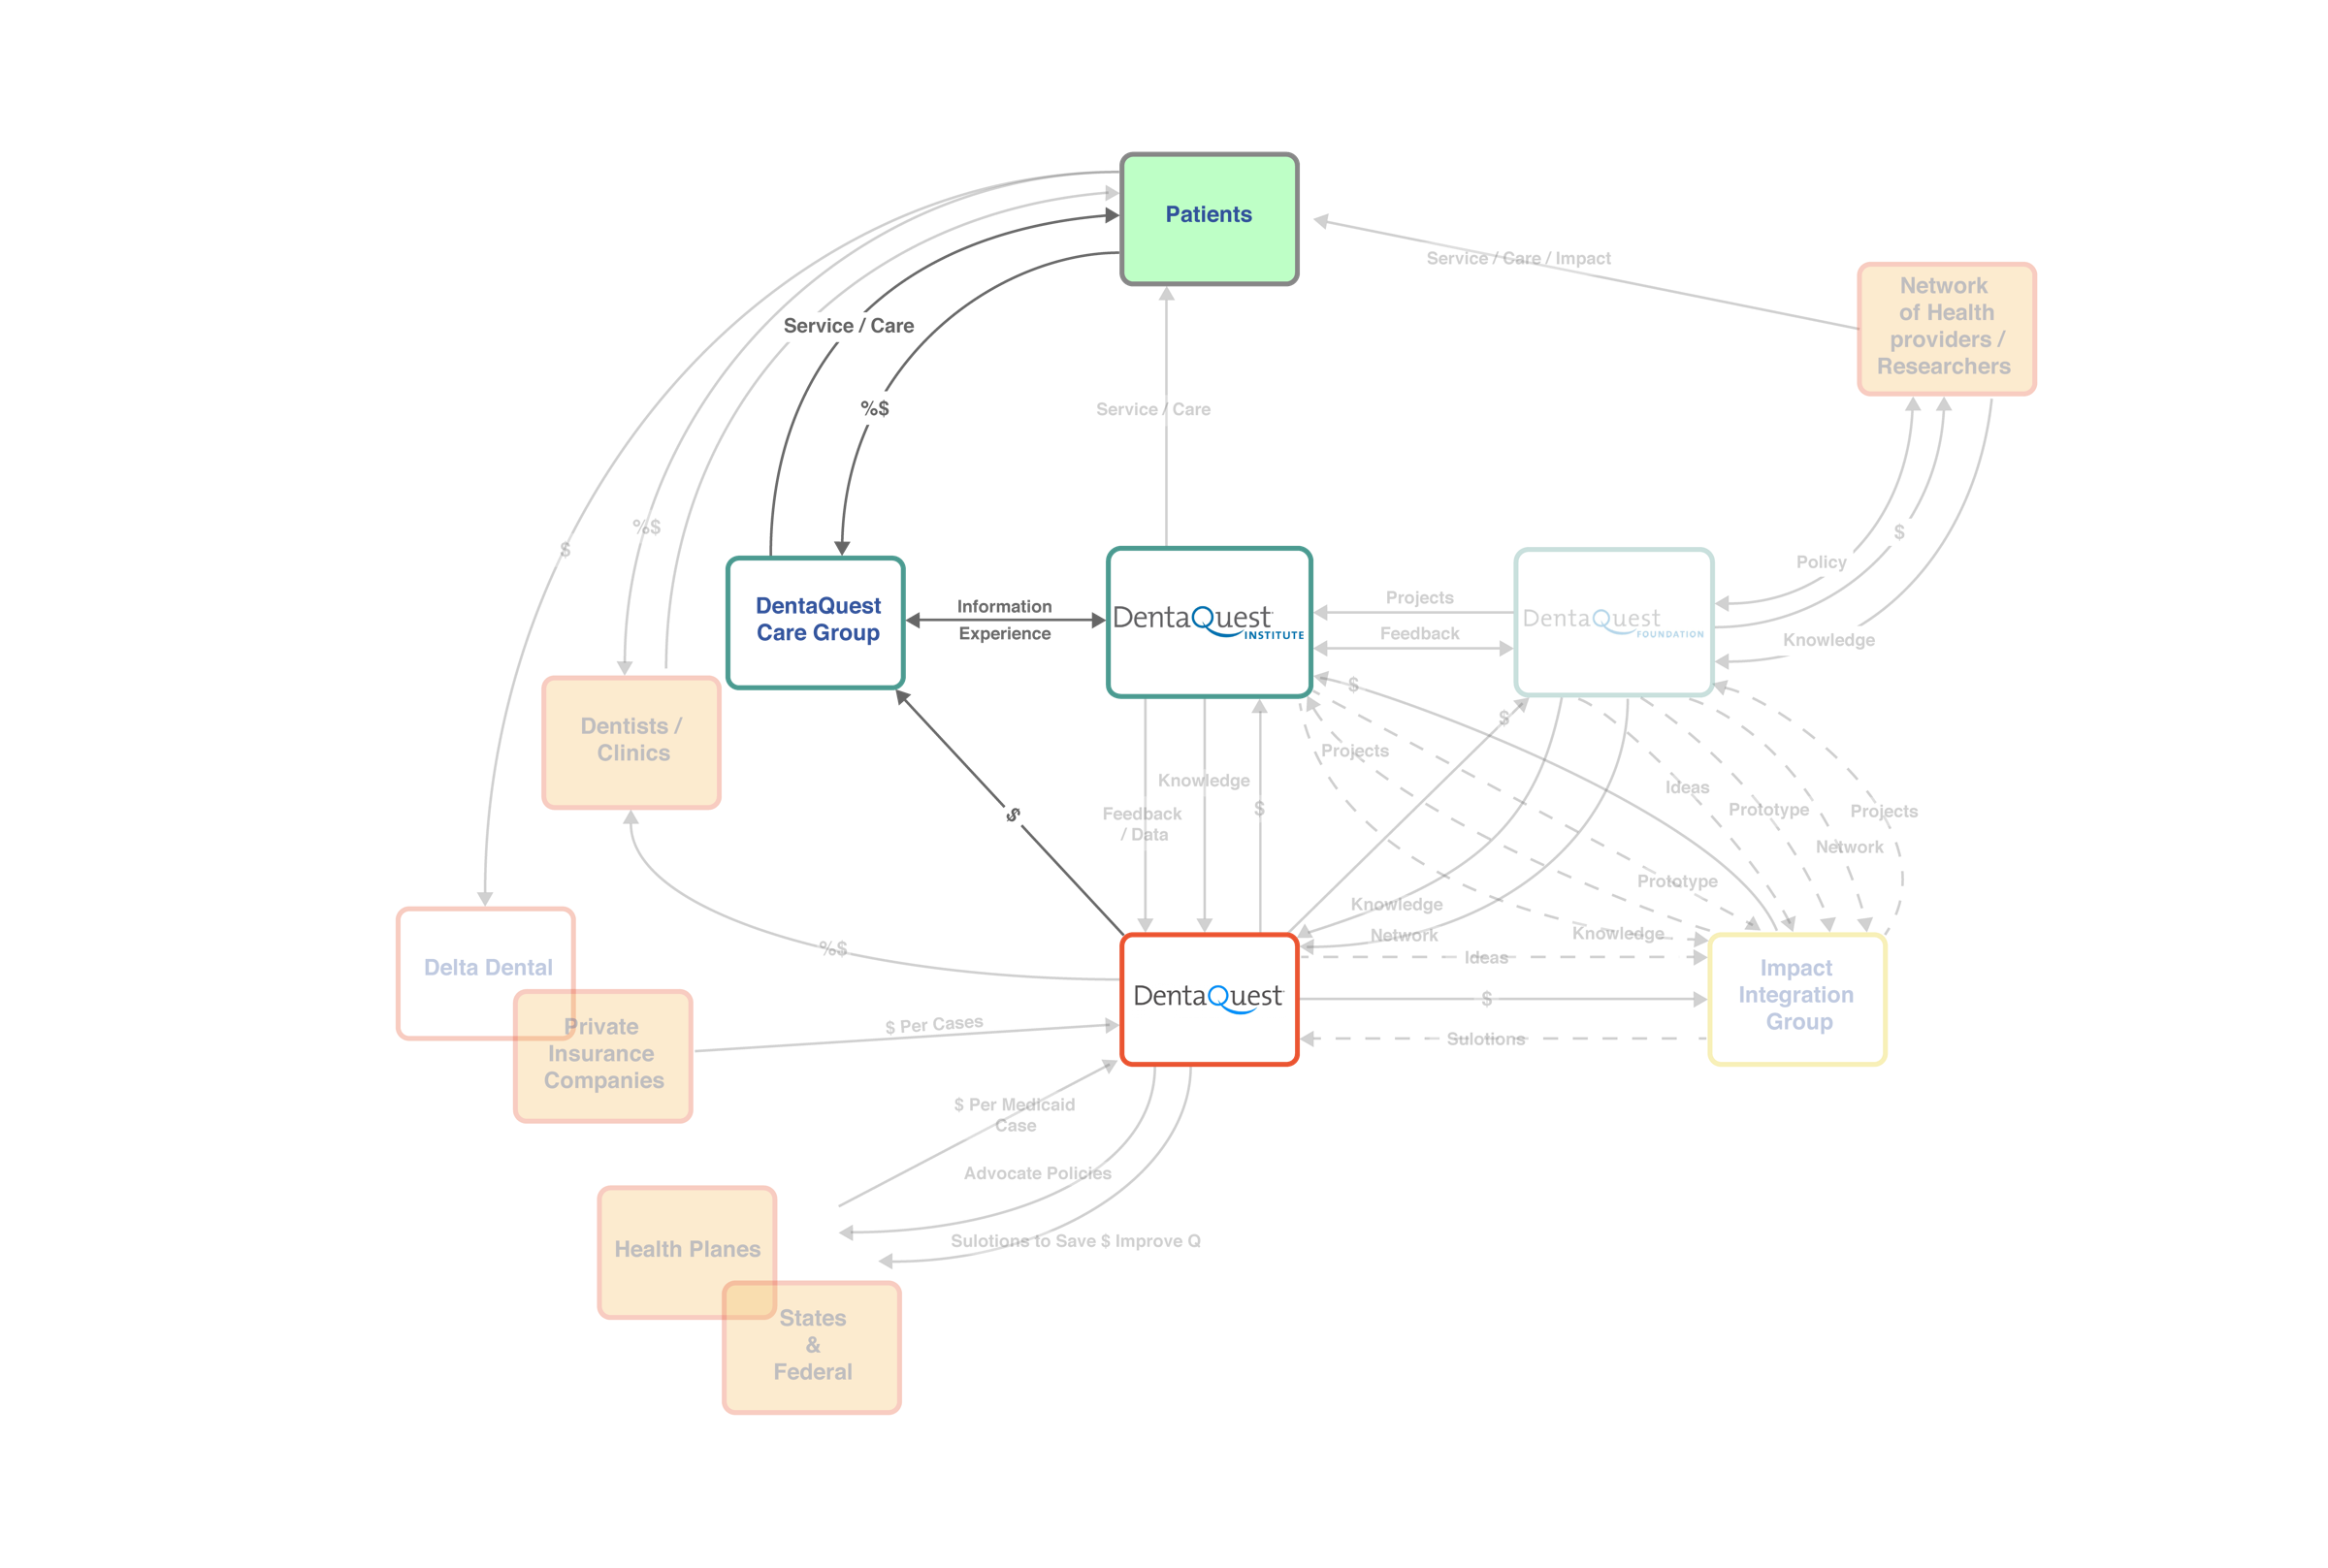 Patients
Service / Care / Impact
Network
of Health
providers /
Researchers
Service / Care
%$
Service / Care
%$
$
$
Policy
DentaQuest
Care Group
Information
Experience
DentaQuest
INSTITUTE
Projects
Feedback
DentaQuest
FOUNDATION
Knowledge
$
$
Dentists /
Clinics
Projects
Knowledge
Feedback
/ Data
$
$
Ideas
Prototype
Projects
Network
Prototype
Knowledge
Network
Knowledge
%$
Delta Dental
Ideas
DentaQuest
$
Impact
Integration
Group
Private
Insurance
Companies
$ Per Cases
Sulotions
$ Per Medicaid
Case
Advocate Policies
Sulotions to Save $ Improve Q
Health Planes
States
&
Federal